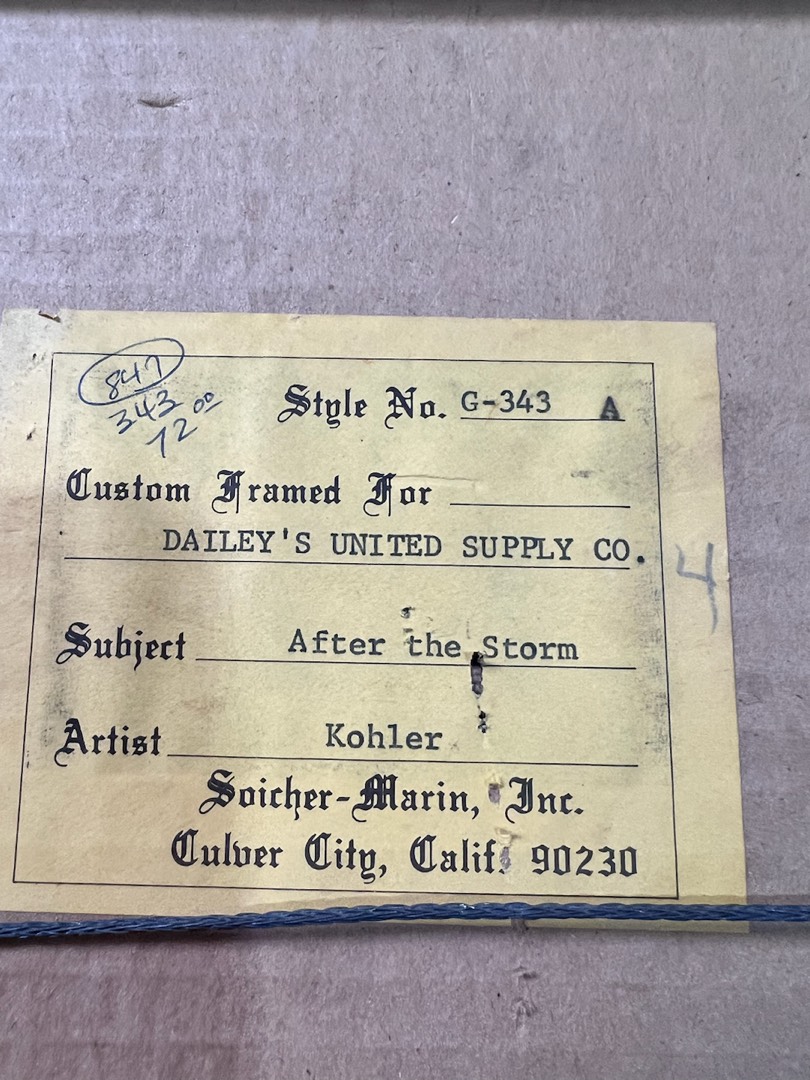 847
343
72 00
Style No. G-343 A
Custom Framed For
DAILEY'S UNITED SUPPLY CO.
4
Subject After the Storm
Artist Kohler
Soicher-Marin, Inc.
Culver City, Calif. 90230